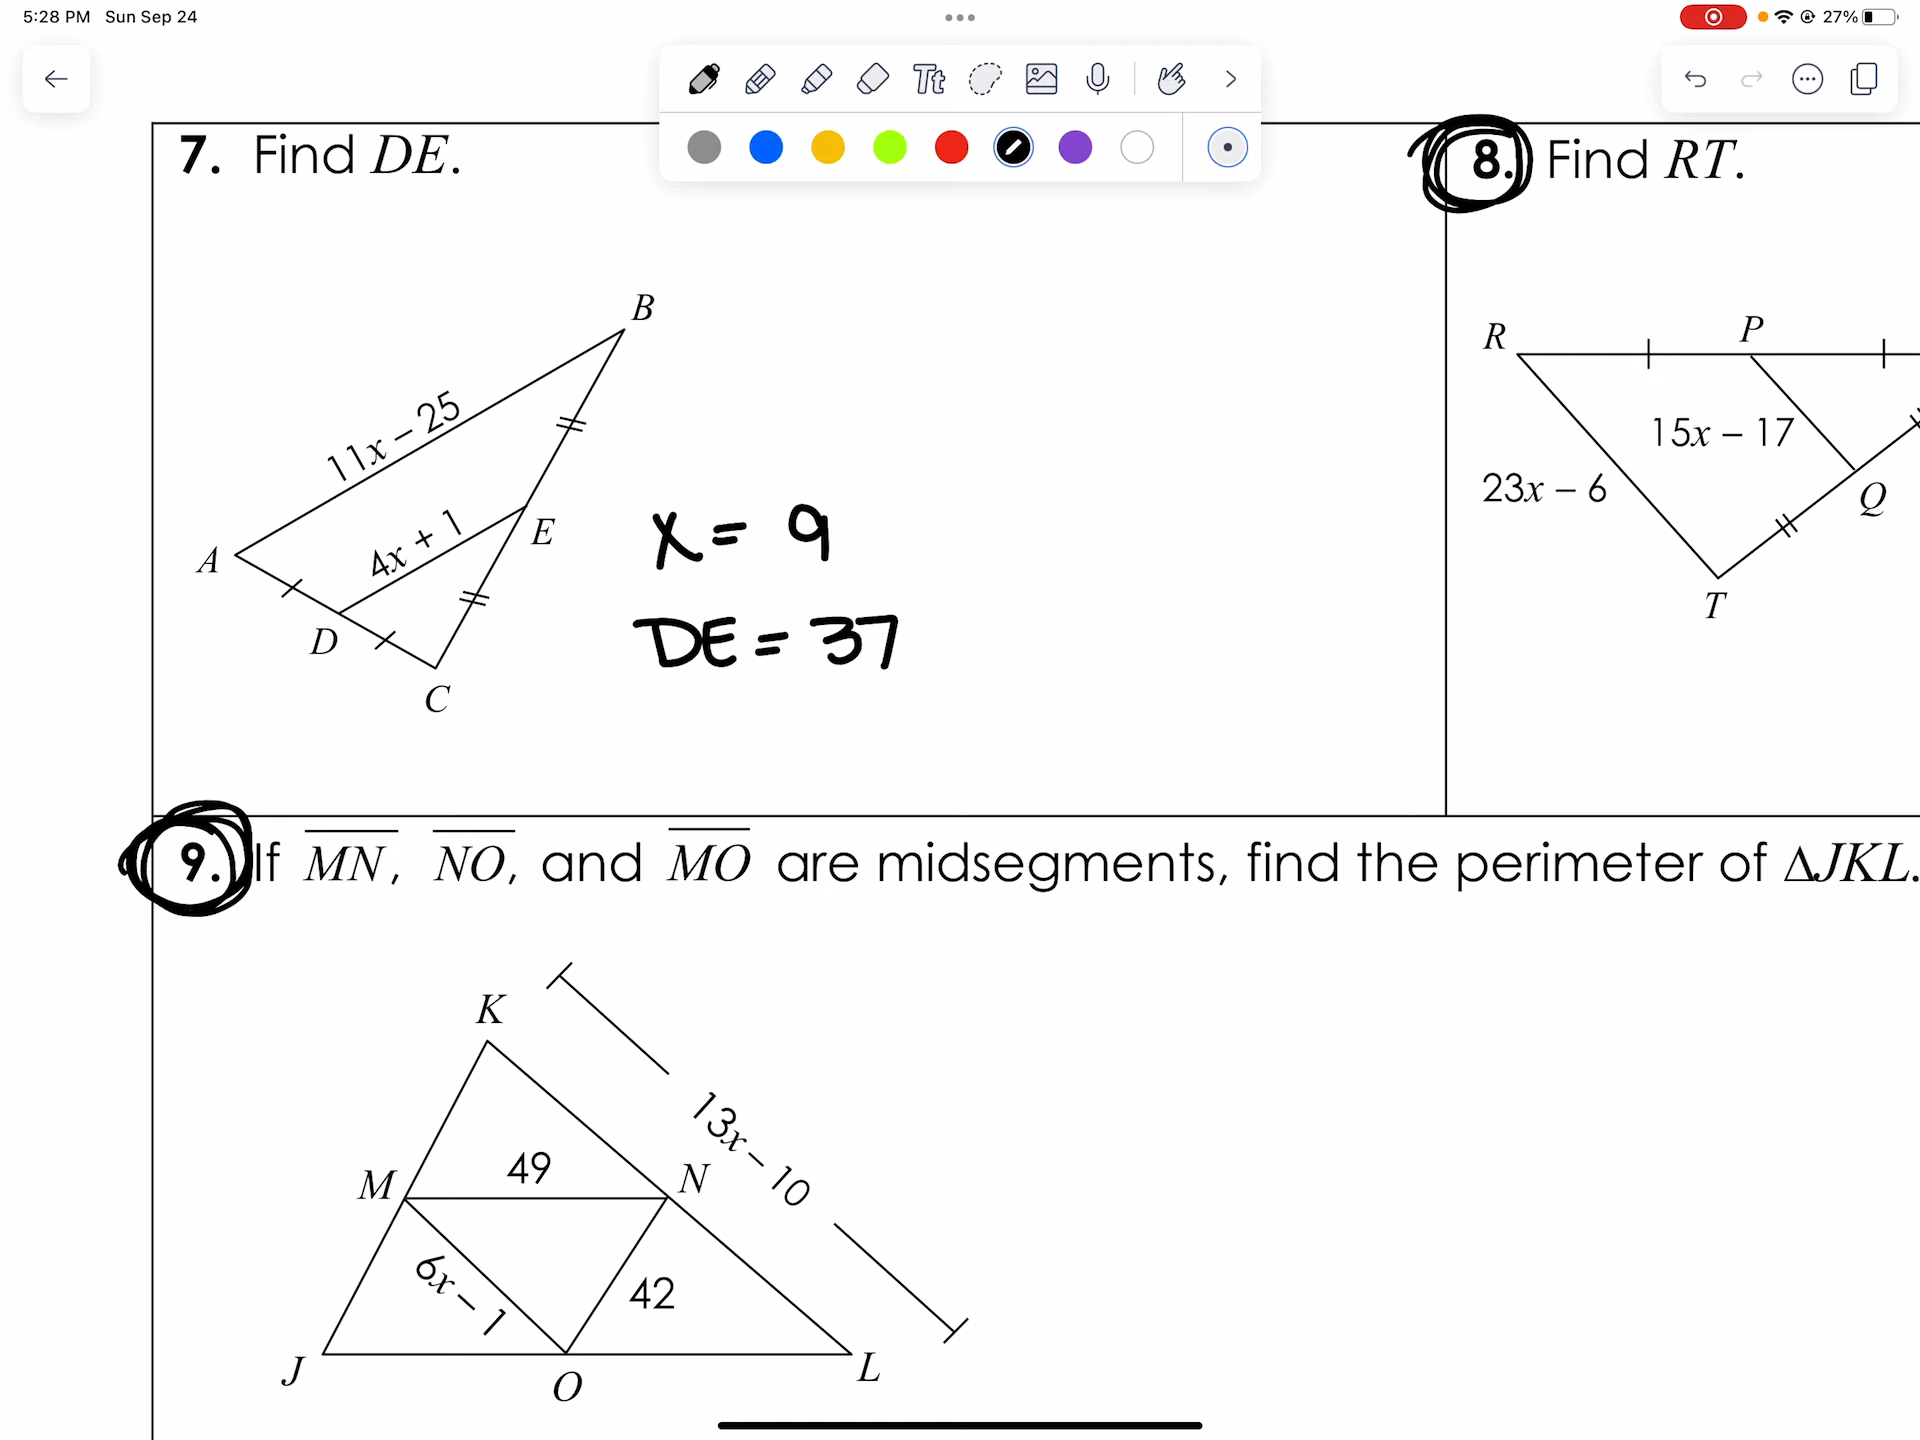 5:28 PM Sun Sep 24
27%
Tt
7. Find DE.
8. Find RT.
B
11x – 25
A
4x + 1
E
D
C
x = 9
DE = 37
R
P
15x – 17
23x – 6
Q
T
9. If MN, NO, and MO are midsegments, find the perimeter of ΔJKL.
K
13x – 10
49
M
N
6x – 1
42
J
O
L